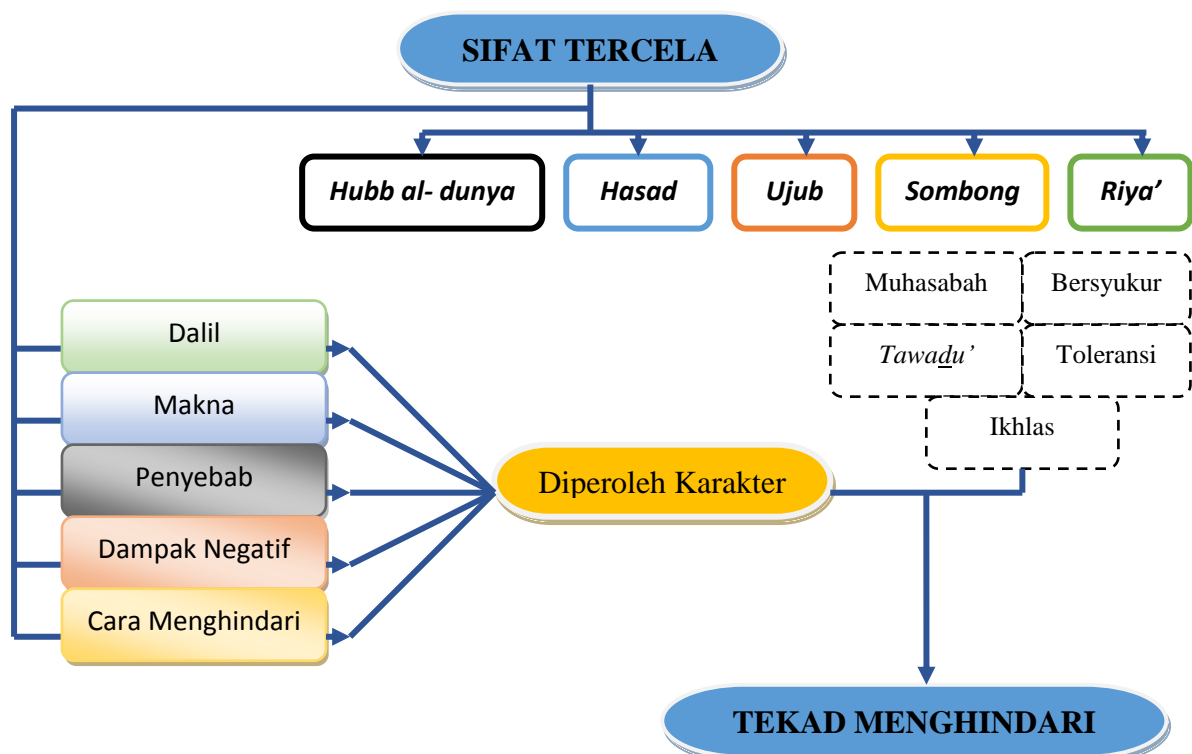 SIFAT TERCELA
Hubb al- dunya
Hasad
Ujub
Sombong
Riya’
Muhasabah
Bersyukur
Tawadu’
Toleransi
Ikhlas
Dalil
Makna
Penyebab
Dampak Negatif
Cara Menghindari
Diperoleh Karakter
TEKAD MENGHINDARI